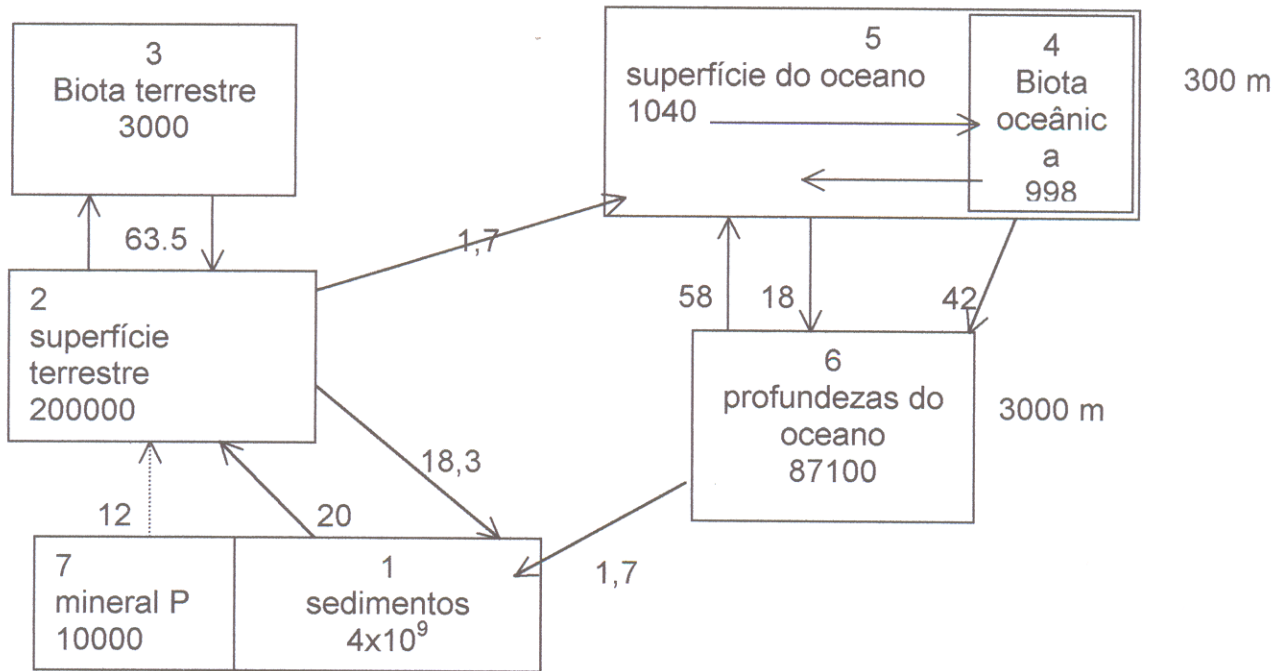 3
Biota terrestre
3000
63.5
2
superfície
terrestre
200000
12
20
7
mineral P
10000
1
sedimentos
4x10⁹
18,3
1,7
1,7
5
superfície do oceano
1040
4
Biota
oceânic
a
998
300 m
58
18
42
6
profundezas do
oceano
87100
3000 m